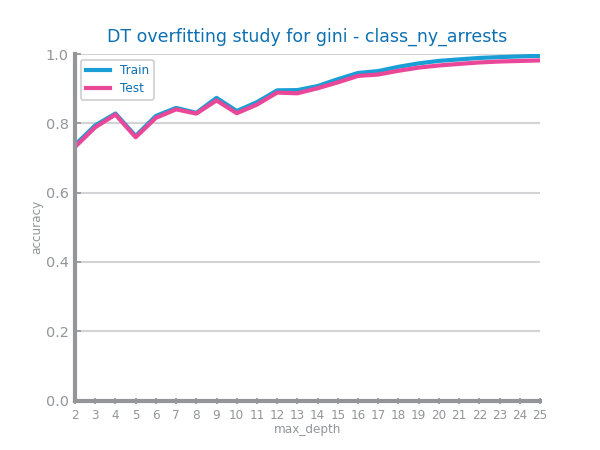 DT overfitting study for gini - class_ny_arrests
1.0
Train
Test
0.8
0.6
accuracy
0.4
0.2
0.0
2 3 4 5 6 7 8 9 10 11 12 13 14 15 16 17 18 19 20 21 22 23 24 25
max_depth